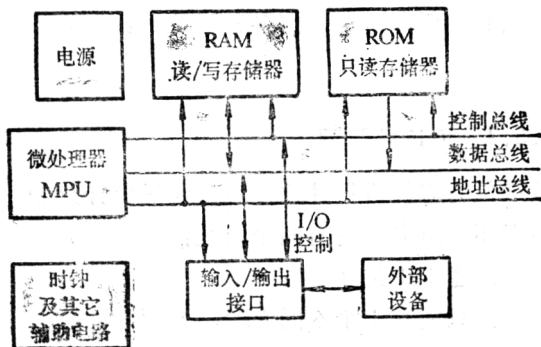 电源
RAM
读/写存储器
ROM
只读存储器
控制总线
数据总线
地址总线
微处理器
MPU
I/O
控制
时钟
及其它
辅助电路
输入/输出
接口
外部
设备